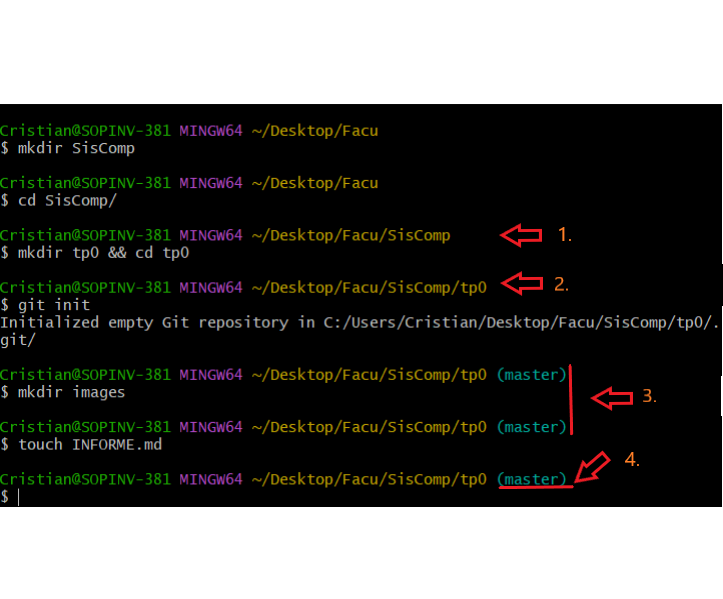 Cristian@SOPINV-381 MINGW64 ~/Desktop/Facu
$ mkdir SisComp
Cristian@SOPINV-381 MINGW64 ~/Desktop/Facu
$ cd SisComp/
Cristian@SOPINV-381 MINGW64 ~/Desktop/Facu/SisComp 1.
$ mkdir tp0 && cd tp0
Cristian@SOPINV-381 MINGW64 ~/Desktop/Facu/SisComp/tp0 2.
$ git init
Initialized empty Git repository in C:/Users/Cristian/Desktop/Facu/SisComp/tp0/.
git/
Cristian@SOPINV-381 MINGW64 ~/Desktop/Facu/SisComp/tp0 (master)
$ mkdir images 3.
Cristian@SOPINV-381 MINGW64 ~/Desktop/Facu/SisComp/tp0 (master)
$ touch INFORME.md
4.
Cristian@SOPINV-381 MINGW64 ~/Desktop/Facu/SisComp/tp0 (master)
$